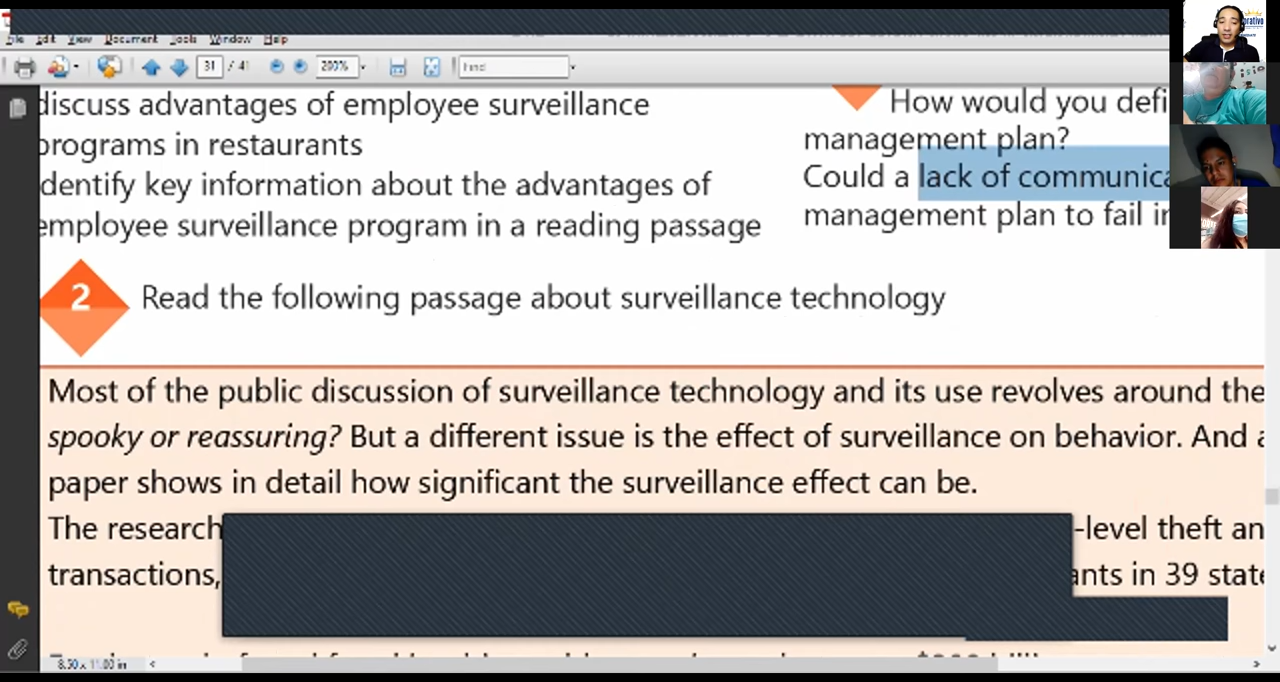 File Edit View Document Tools Window Help
31 / 41 200% Find
discuss advantages of employee surveillance
programs in restaurants
identify key information about the advantages of
employee surveillance program in a reading passage
How would you defi
management plan?
Could a lack of communica
management plan to fail in
2 Read the following passage about surveillance technology
Most of the public discussion of surveillance technology and its use revolves around the
spooky or reassuring? But a different issue is the effect of surveillance on behavior. And a
paper shows in detail how significant the surveillance effect can be.
The research -level theft an
transactions, ants in 39 state
8.50 x 11.00 in